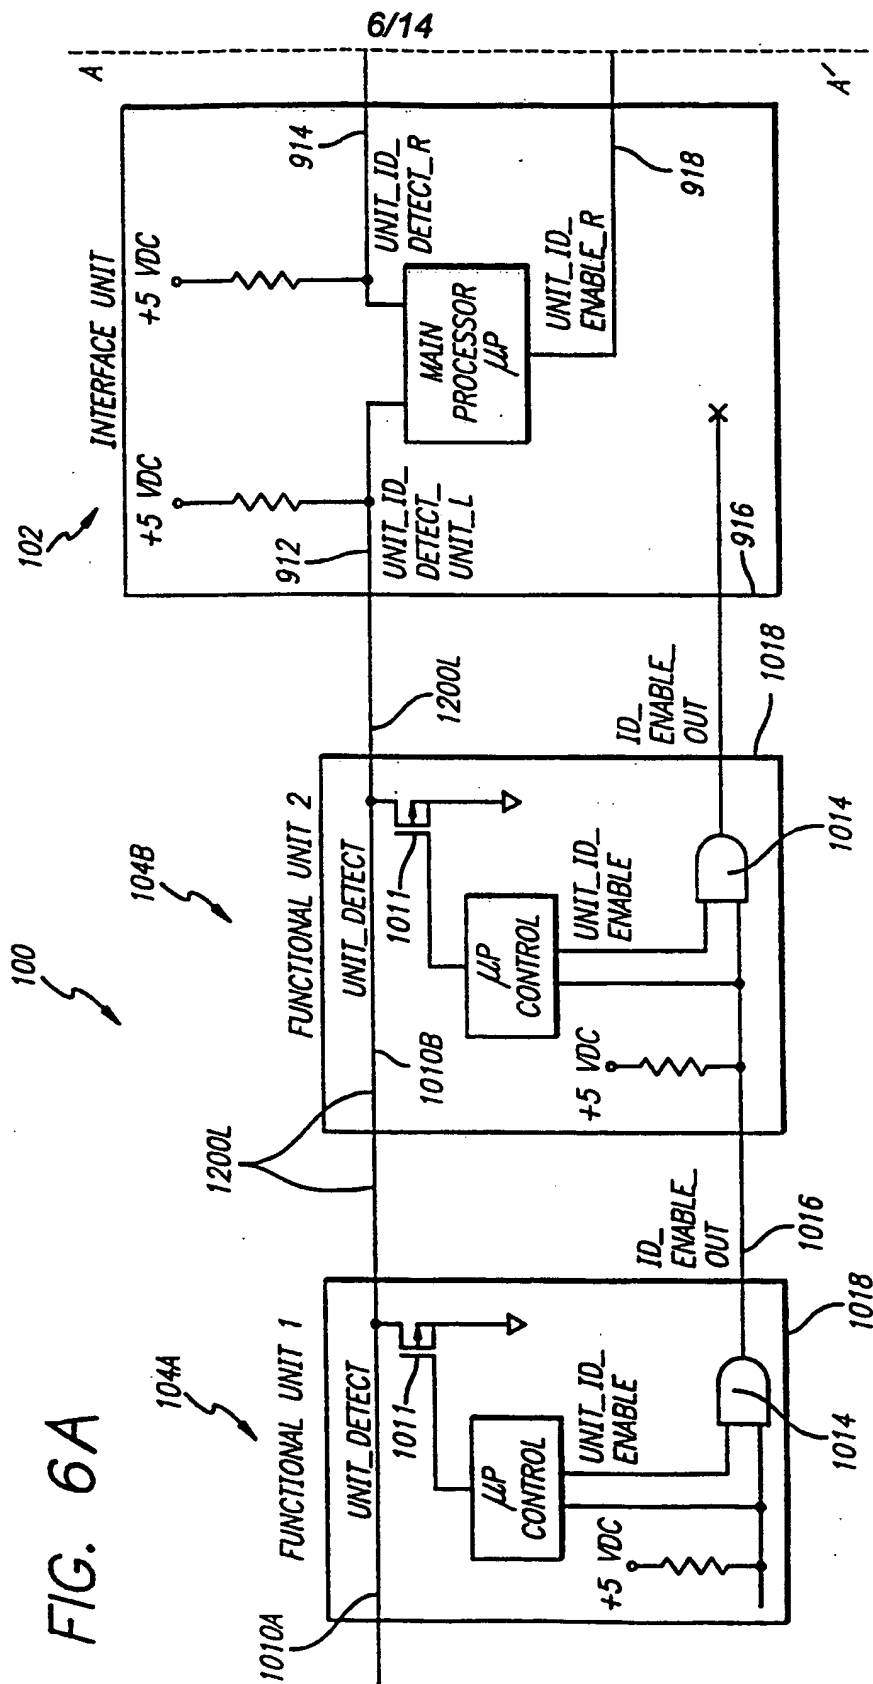 6/14
FIG. 6A
100
104A
FUNCTIONAL UNIT 1
1010A
UNIT_DETECT
1011
μP
CONTROL
UNIT_ID_
ENABLE
+5 VDC
1014
1018
ID_
ENABLE_
OUT
1016
1200L
104B
FUNCTIONAL UNIT 2
UNIT_DETECT
1010B
1011
μP
CONTROL
UNIT_ID_
ENABLE
+5 VDC
1014
1018
ID_
ENABLE_
OUT
1200L
102
INTERFACE UNIT
+5 VDC
+5 VDC
912
UNIT_ID_
DETECT_
UNIT_L
914
UNIT_ID_
DETECT_R
MAIN
PROCESSOR
μP
UNIT_ID_
ENABLE_R
916
918
A
A'